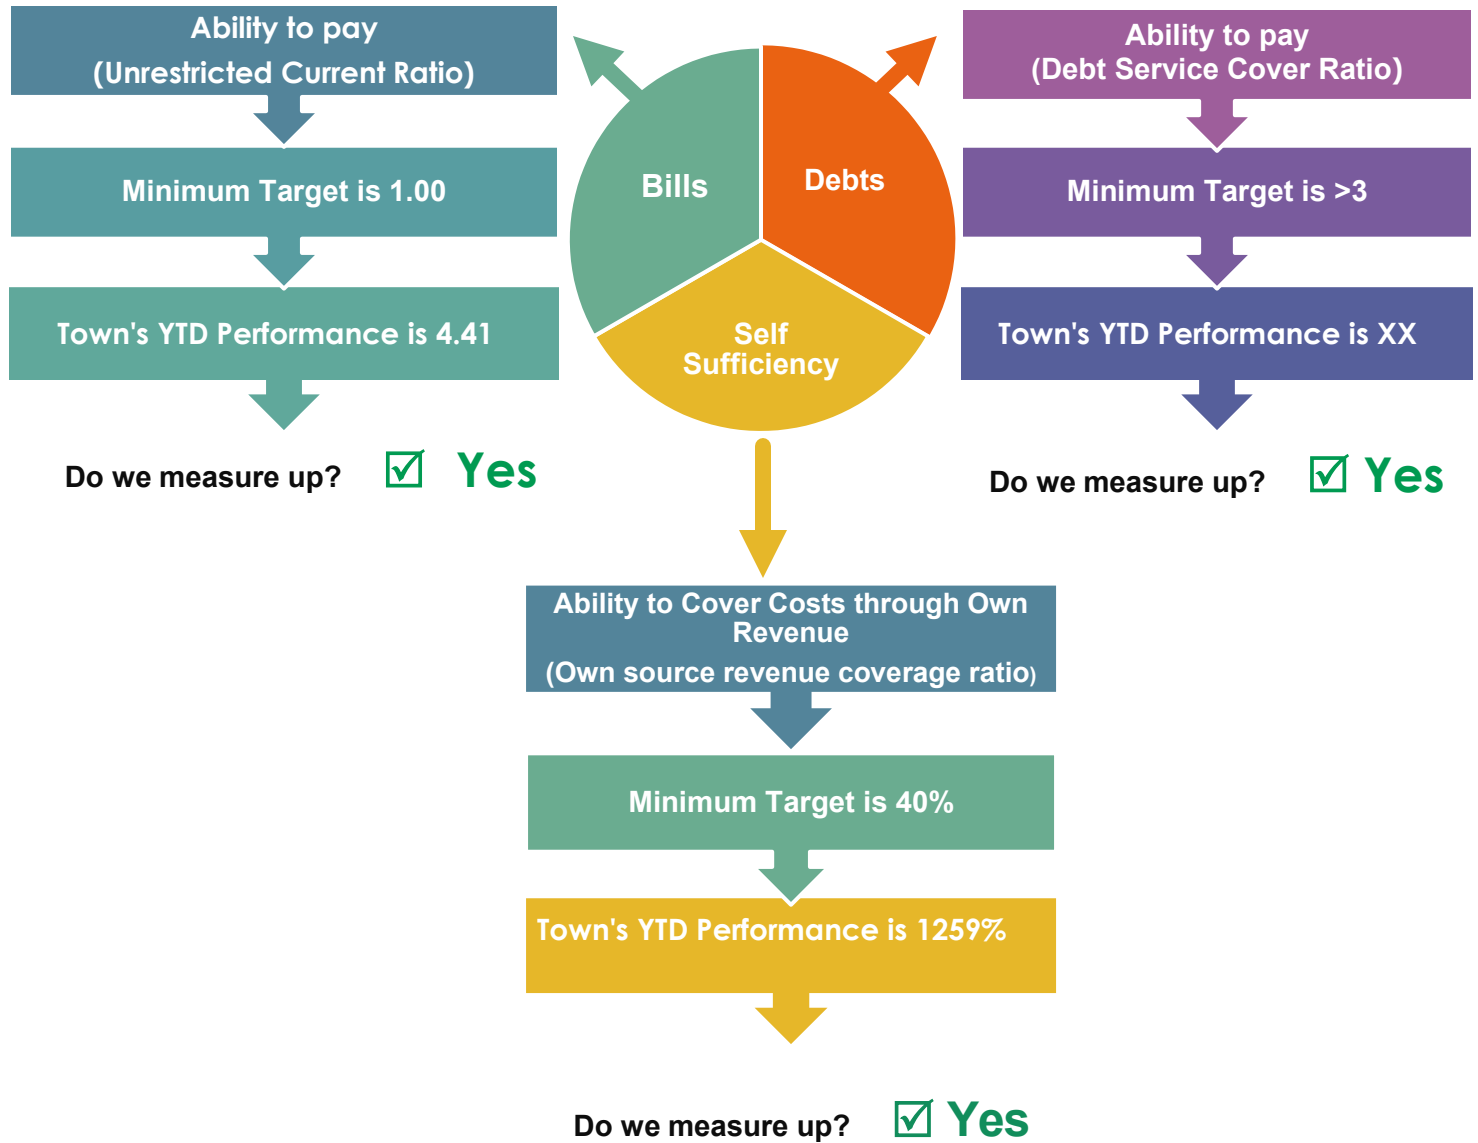 Ability to pay
(Unrestricted Current Ratio)
Minimum Target is 1.00
Town's YTD Performance is 4.41
Do we measure up? ☑ Yes
Bills
Debts
Self
Sufficiency
Ability to pay
(Debt Service Cover Ratio)
Minimum Target is >3
Town's YTD Performance is XX
Do we measure up? ☑ Yes
Ability to Cover Costs through Own
Revenue
(Own source revenue coverage ratio)
Minimum Target is 40%
Town's YTD Performance is 1259%
Do we measure up? ☑ Yes